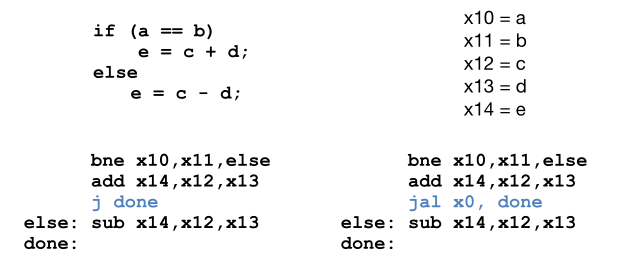 if (a == b)
e = c + d;
else
e = c - d;
x10 = a
x11 = b
x12 = c
x13 = d
x14 = e
bne x10,x11,else
add x14,x12,x13
j done
else: sub x14,x12,x13
done:
bne x10,x11,else
add x14,x12,x13
jal x0, done
else: sub x14,x12,x13
done: